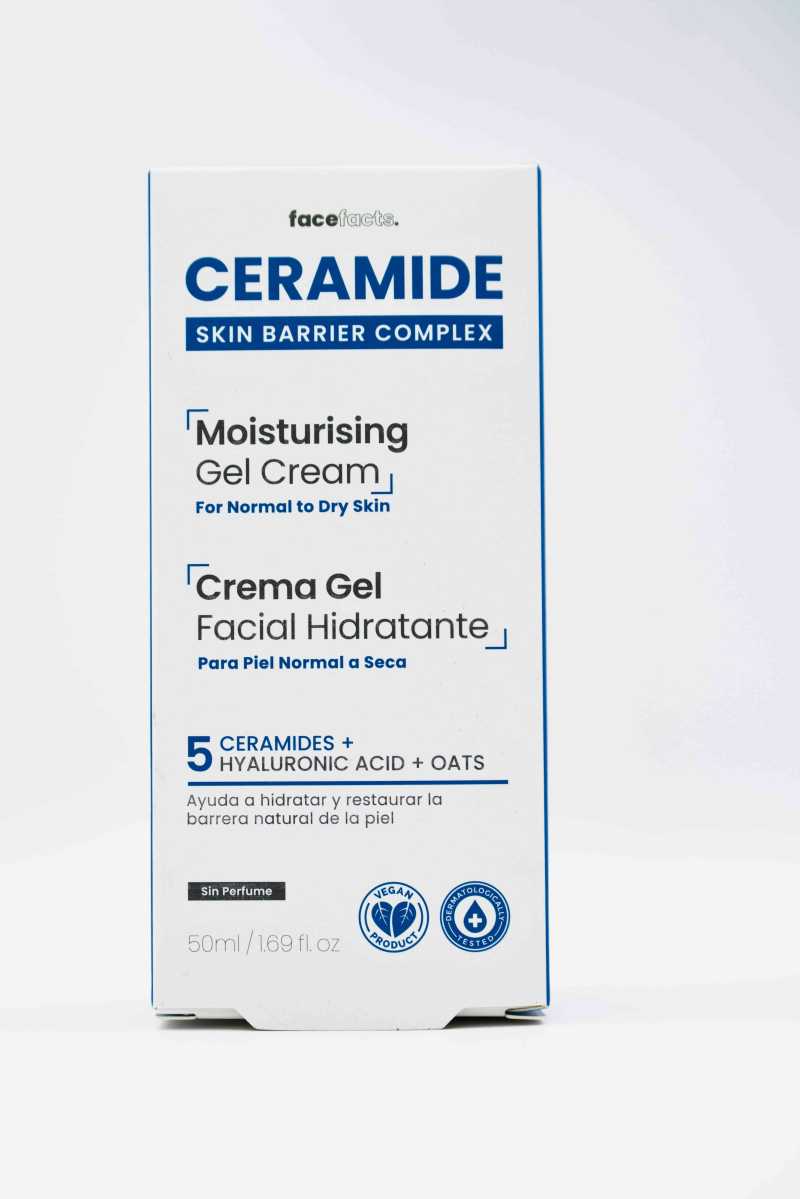 facefacts.
CERAMIDE
SKIN BARRIER COMPLEX
Moisturising
Gel Cream
For Normal to Dry Skin
Crema Gel
Facial Hidratante
Para Piel Normal a Seca
5 CERAMIDES +
HYALURONIC ACID + OATS
Ayuda a hidratar y restaurar la
barrera natural de la piel
Sin Perfume
50ml / 1.69 fl. oz
VEGAN
PRODUCT
DERMATOLOGICALLY
TESTED